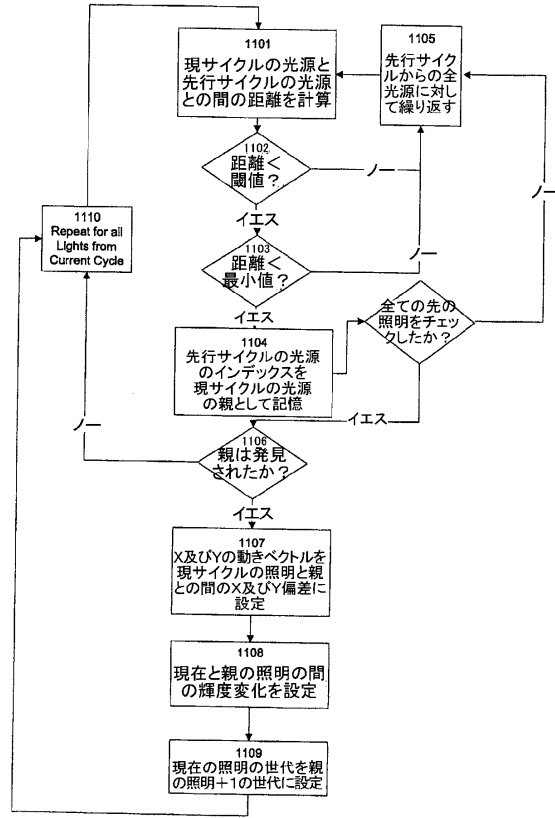 1101
現サイクルの光源と
先行サイクルの光源
との間の距離を計算
1105
先行サイク
ルからの全
光源に対し
て繰り返す
1102
距離<
閾値？
ノー
ノー
イエス
1110
Repeat for all
Lights from
Current Cycle
1103
距離<
最小値？
ノー
イエス
全ての先の
照明をチェッ
クしたか？
1104
先行サイクルの光源
のインデックスを
現サイクルの光源
の親として記憶
イエス
ノー
1106
親は発見
されたか？
イエス
1107
X及びYの動きベクトルを
現サイクルの照明と親
との間のX及びY偏差に
設定
1108
現在と親の照明の間
の輝度変化を設定
1109
現在の照明の世代を親
の照明＋1の世代に設定